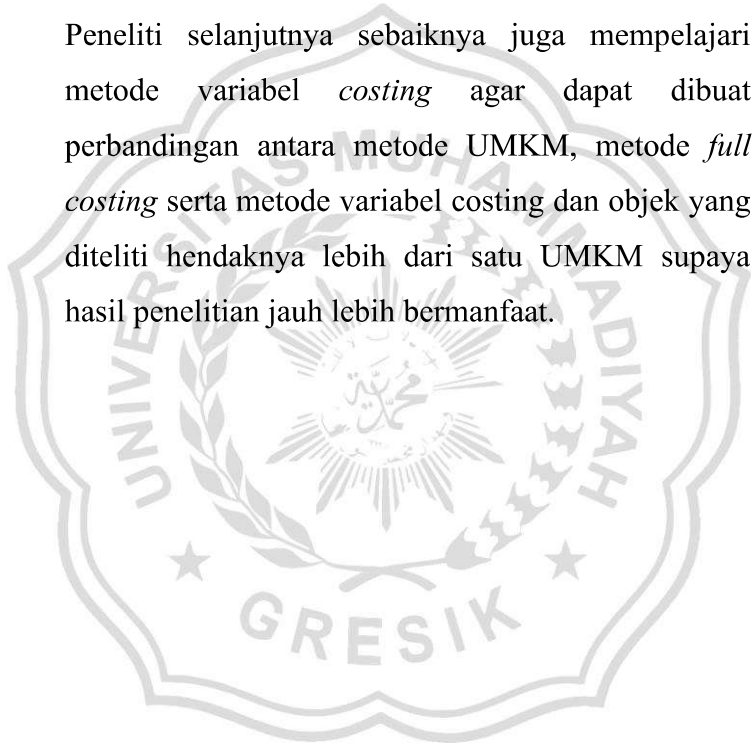 Peneliti selanjutnya sebaiknya juga mempelajari
metode variabel costing agar dapat dibuat
perbandingan antara metode UMKM, metode full
costing serta metode variabel costing dan objek yang
diteliti hendaknya lebih dari satu UMKM supaya
hasil penelitian jauh lebih bermanfaat.
UNIVERSITAS MUHAMMADIYAH
GRESIK